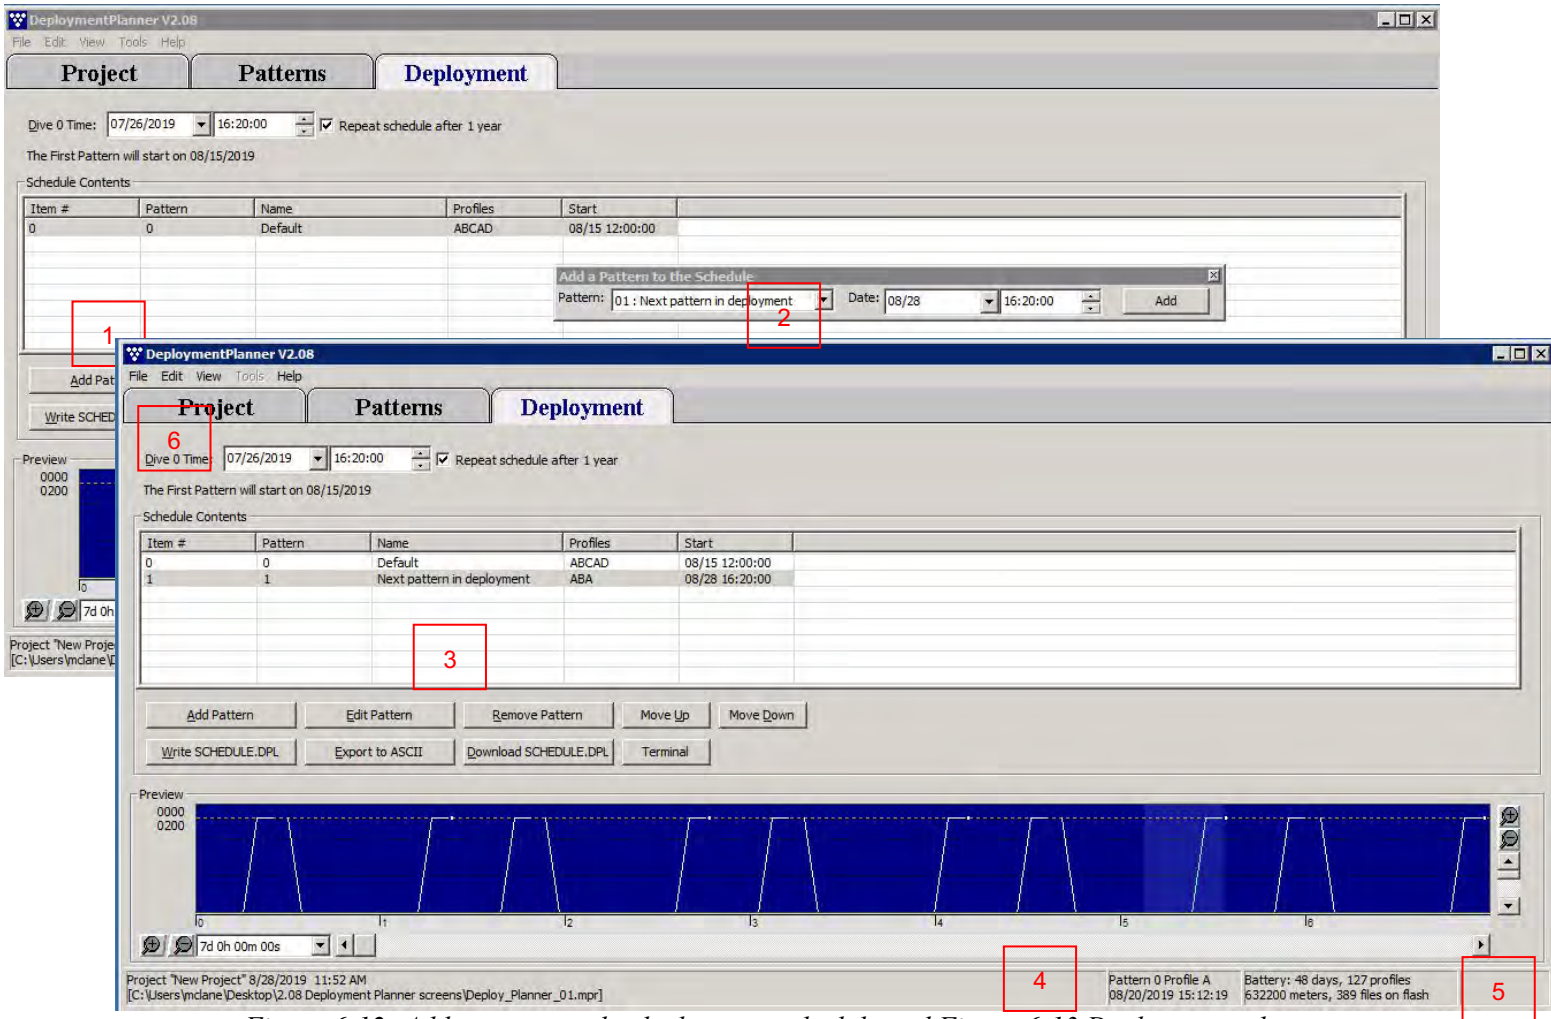 DeploymentPlanner V2.08
File Edit View Tools Help
Project Patterns Deployment
Dive 0 Time: 07/26/2019 16:20:00 Repeat schedule after 1 year
The First Pattern will start on 08/15/2019
Schedule Contents
Item # Pattern Name Profiles Start
0 0 Default ABCAD 08/15 12:00:00
Add a Pattern to the Schedule
Pattern: 01 : Next pattern in deployment Date: 08/28 16:20:00 Add
1
2
Add Pat
Write SCHED
Preview
0000
0200
0
7d 0h
Project "New Proje
[C:\Users\mclane\D
DeploymentPlanner V2.08
File Edit View Tools Help
Project Patterns Deployment
6
Dive 0 Time: 07/26/2019 16:20:00 Repeat schedule after 1 year
The First Pattern will start on 08/15/2019
Schedule Contents
Item # Pattern Name Profiles Start
0 0 Default ABCAD 08/15 12:00:00
1 1 Next pattern in deployment ABA 08/28 16:20:00
3
Add Pattern Edit Pattern Remove Pattern Move Up Move Down
Write SCHEDULE.DPL Export to ASCII Download SCHEDULE.DPL Terminal
Preview
0000
0200
0 1 2 3 4 5 6
7d 0h 00m 00s
Project "New Project" 8/28/2019 11:52 AM
[C:\Users\mclane\Desktop\2.08 Deployment Planner screens\Deploy_Planner_01.mpr]
4
Pattern 0 Profile A
08/20/2019 15:12:19
Battery: 48 days, 127 profiles
632200 meters, 389 files on flash
5